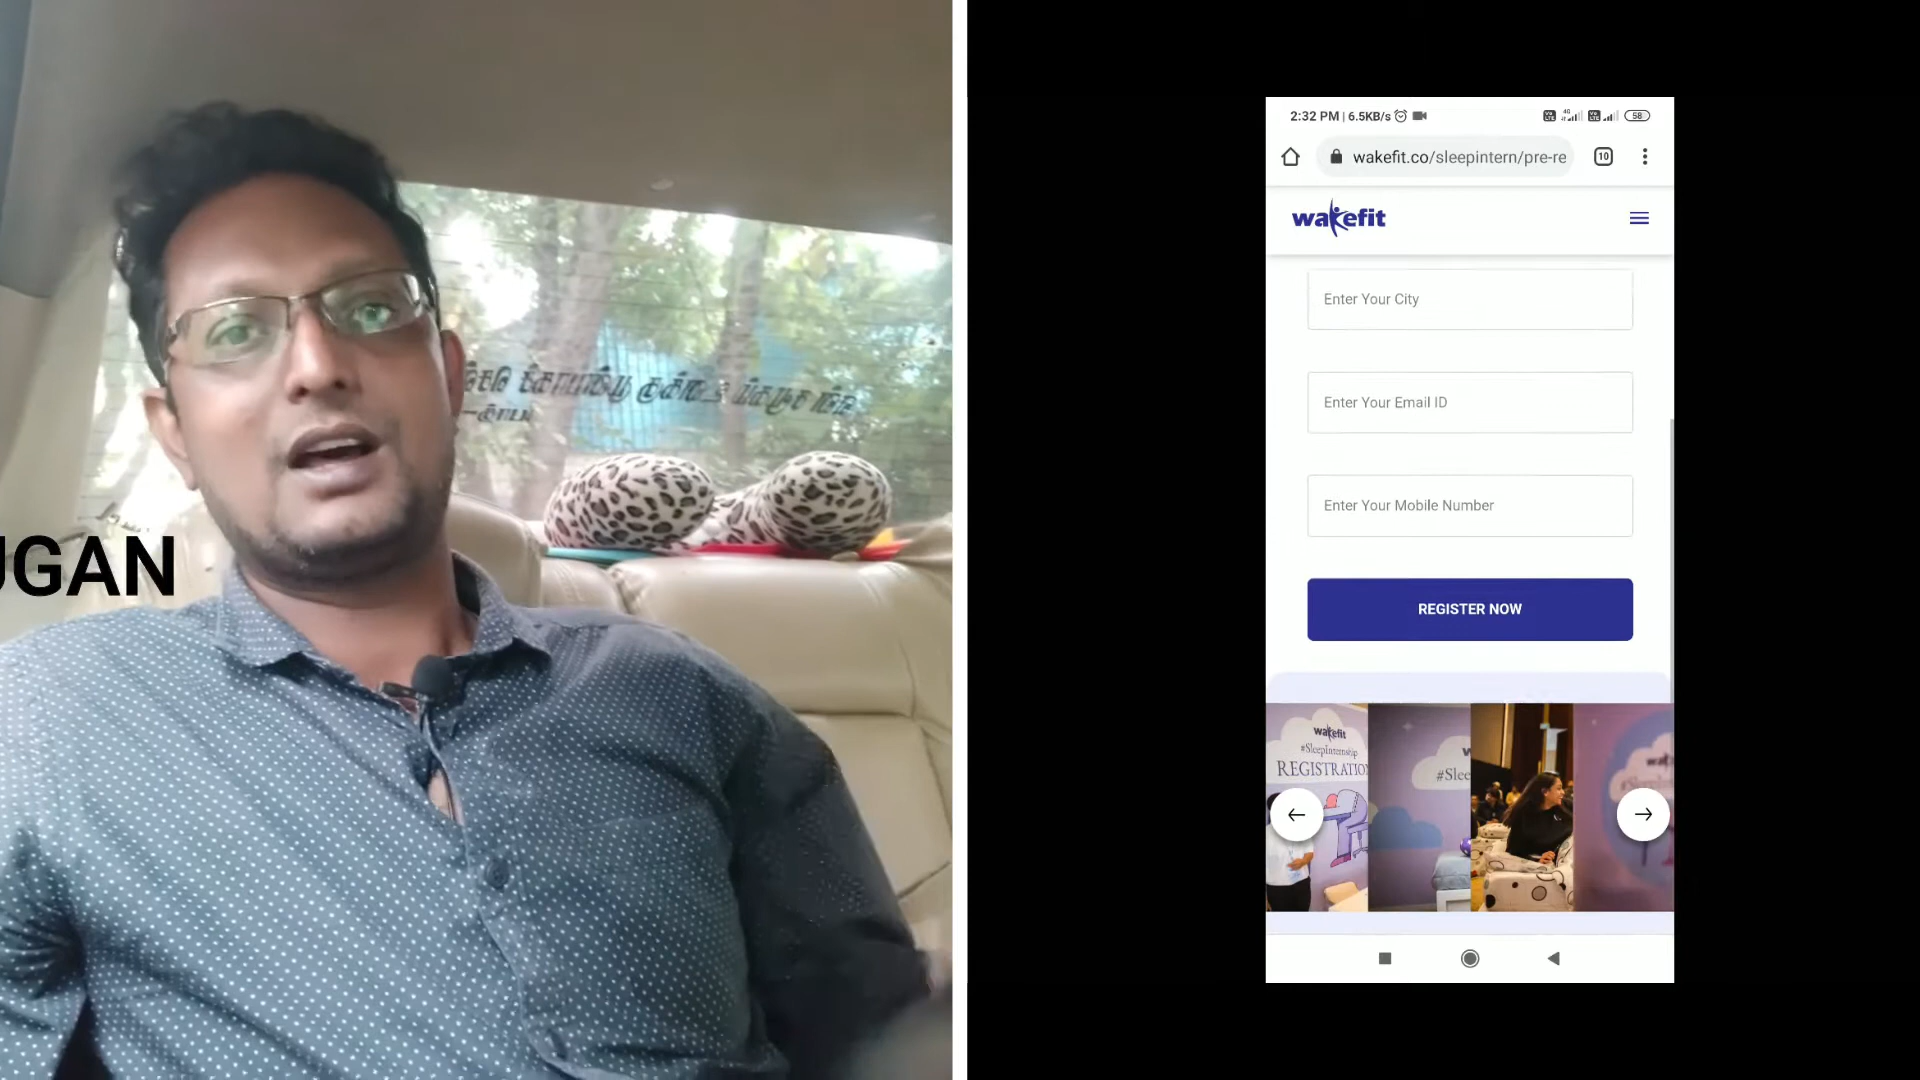 UGAN
2:32 PM | 6.5KB/s
58
wakefit.co/sleepintern/pre-re
10
wakefit
Enter Your City
Enter Your Email ID
Enter Your Mobile Number
REGISTER NOW
wakefit
#SleepInternship
REGISTRATIO
#Slee